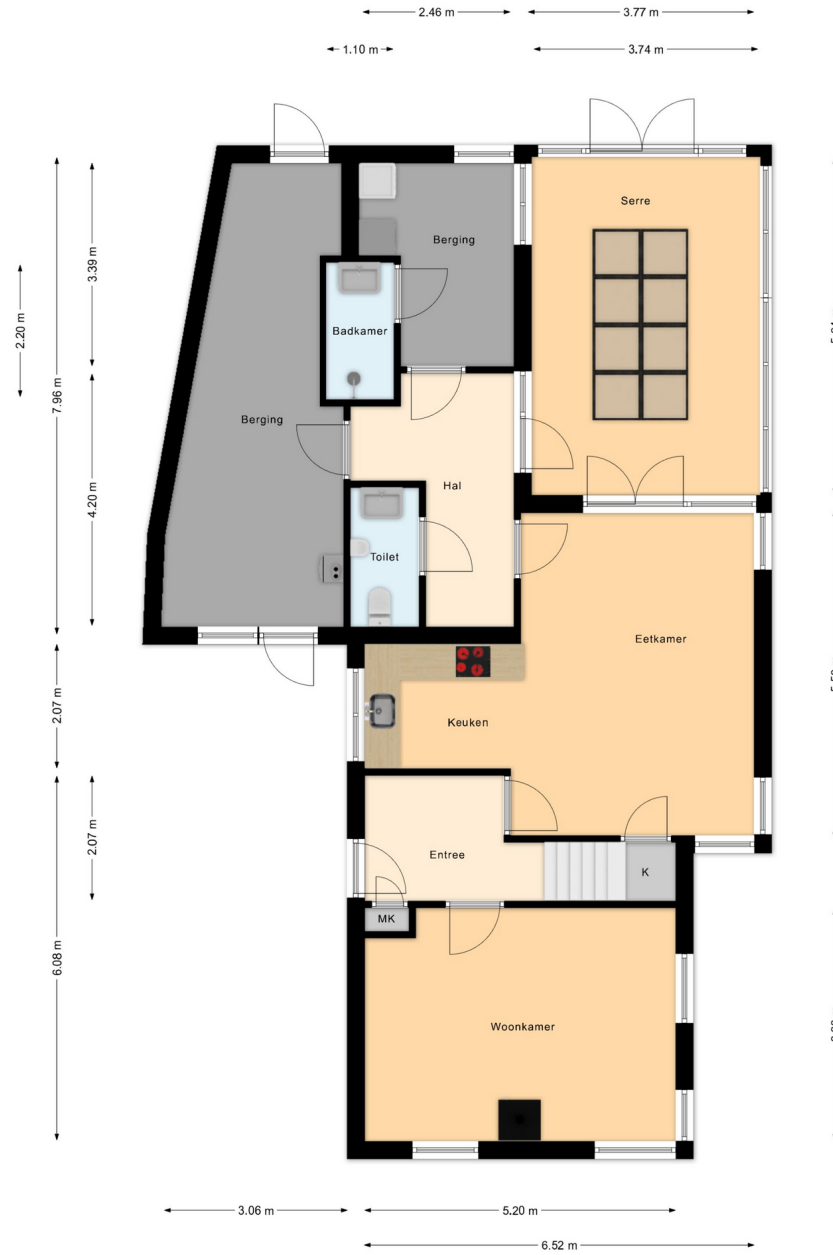 2.46 m
3.77 m
1.10 m
3.74 m
Serre
Berging
3.39 m
2.20 m
Badkamer
7.96 m
Berging
Hal
4.20 m
Toilet
Eetkamer
Keuken
2.07 m
Entree
2.07 m
K
MK
6.08 m
Woonkamer
3.06 m
5.20 m
6.52 m